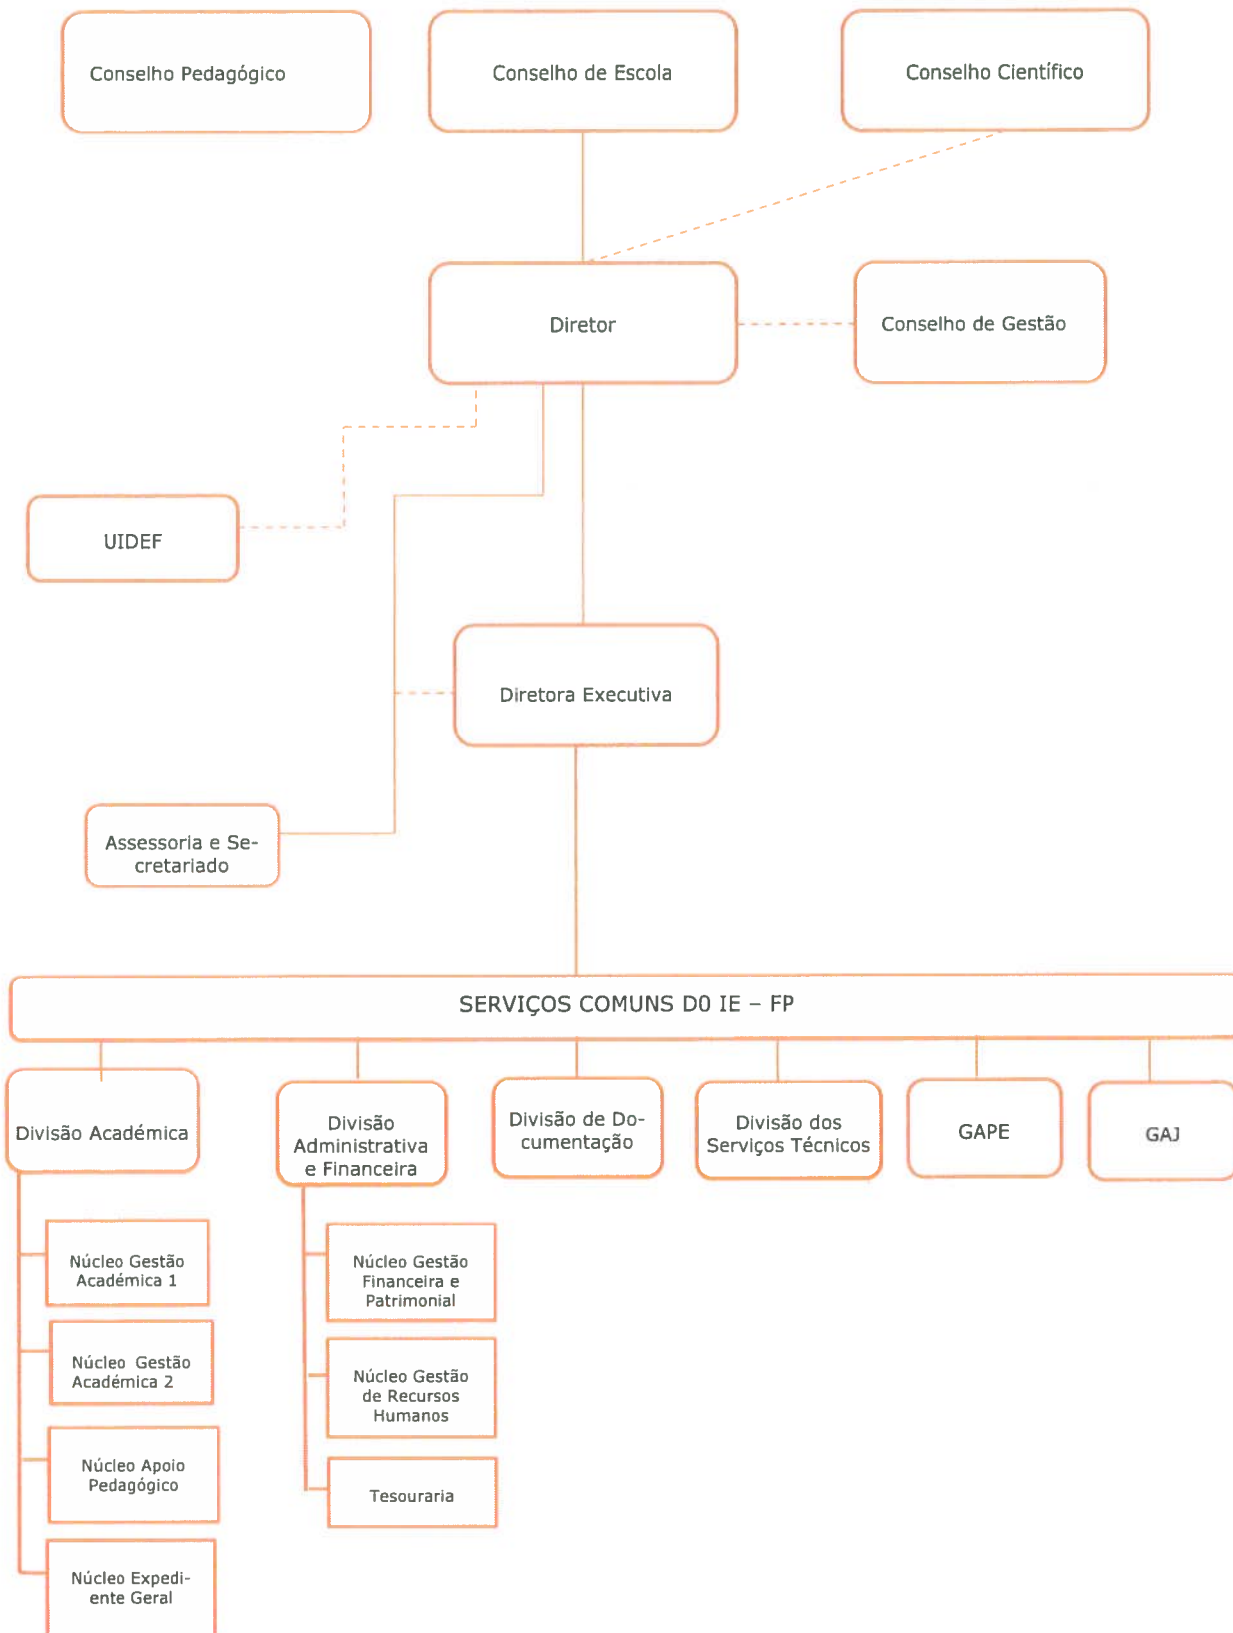 Conselho Pedagógico
Conselho de Escola
Conselho Científico
Diretor
Conselho de Gestão
UIDEF
Diretora Executiva
Assessoria e Se-
cretariado
SERVIÇOS COMUNS D0 IE – FP
Divisão Académica
Divisão
Administrativa
e Financeira
Divisão de Do-
cumentação
Divisão dos
Serviços Técnicos
GAPE
GAJ
Núcleo Gestão
Académica 1
Núcleo Gestão
Académica 2
Núcleo Apoio
Pedagógico
Núcleo Expedi-
ente Geral
Núcleo Gestão
Financeira e
Patrimonial
Núcleo Gestão
de Recursos
Humanos
Tesouraria